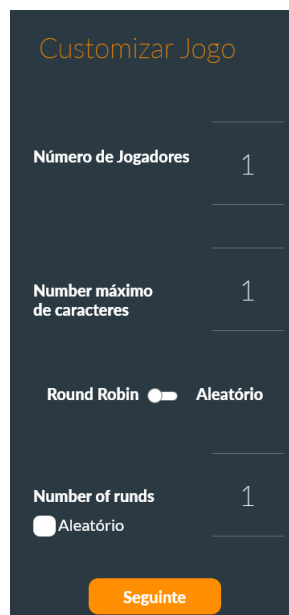 Customizar Jogo
Número de Jogadores
1
Number máximo
de caracteres
1
Round Robin
Aleatório
Number of runds
1
Aleatório
Seguinte